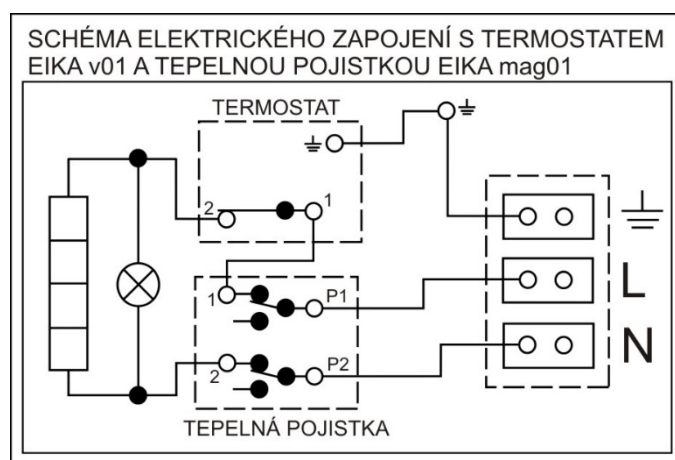 SCHÉMA ELEKTRICKÉHO ZAPOJENÍ S TERMOSTATEM
EIKA v01 A TEPELNOU POJISTKOU EIKA mag01
TERMOSTAT
2 1
1 P1
L
2 P2
N
TEPELNÁ POJISTKA